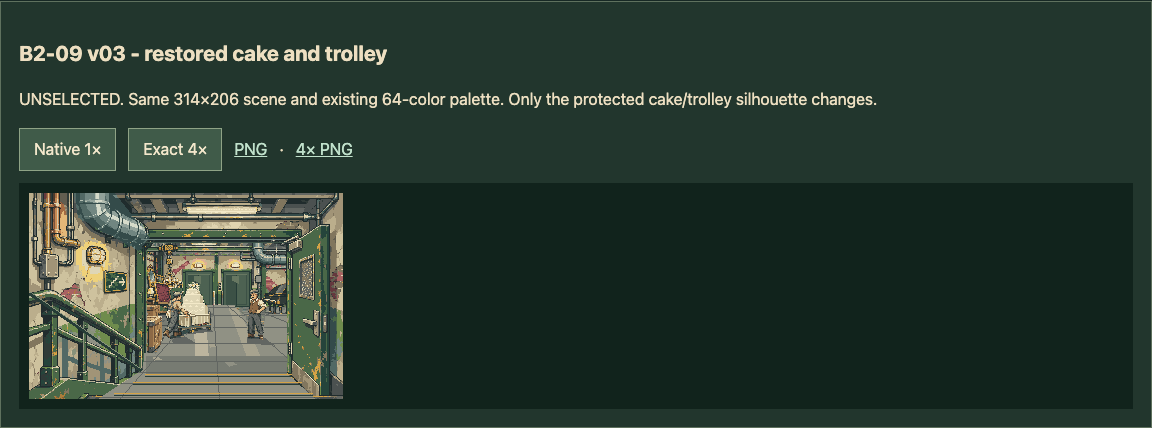 B2-09 v03 - restored cake and trolley
UNSELECTED. Same 314×206 scene and existing 64-color palette. Only the protected cake/trolley silhouette changes.
Native 1× Exact 4× PNG · 4× PNG